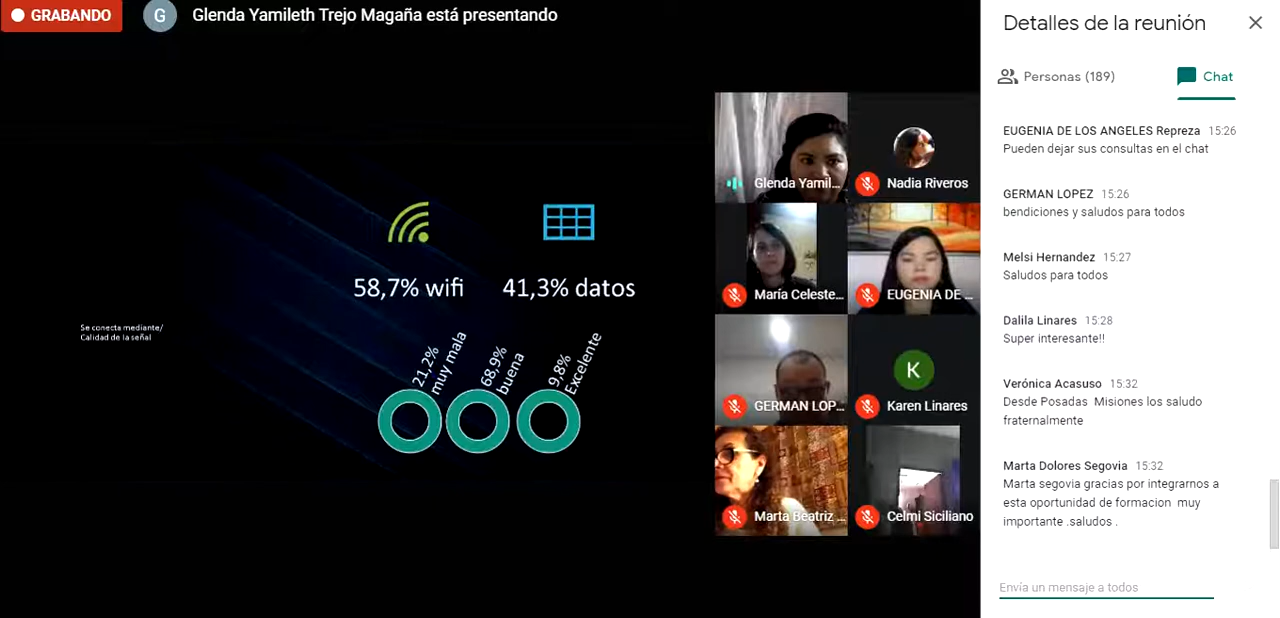 GRABANDO
G
Glenda Yamileth Trejo Magaña está presentando
58,7% wifi
41,3% datos
Se conecta mediante/
Calidad de la señal
21,2%
muy mala
68,9%
buena
9,8%
Excelente
Glenda Yamil...
Nadia Riveros
María Celeste...
EUGENIA DE ...
GERMAN LOP...
K
Karen Linares
Marta Beatriz ...
Celmi Siciliano
Detalles de la reunión
Personas (189)
Chat
EUGENIA DE LOS ANGELES Repreza 15:26
Pueden dejar sus consultas en el chat
GERMAN LOPEZ 15:26
bendiciones y saludos para todos
Melsi Hernandez 15:27
Saludos para todos
Dalila Linares 15:28
Super interesante!!
Verónica Acasuso 15:32
Desde Posadas Misiones los saludo
fraternalmente
Marta Dolores Segovia 15:32
Marta segovia gracias por integrarnos a
esta oportunidad de formacion muy
importante .saludos .
Envía un mensaje a todos